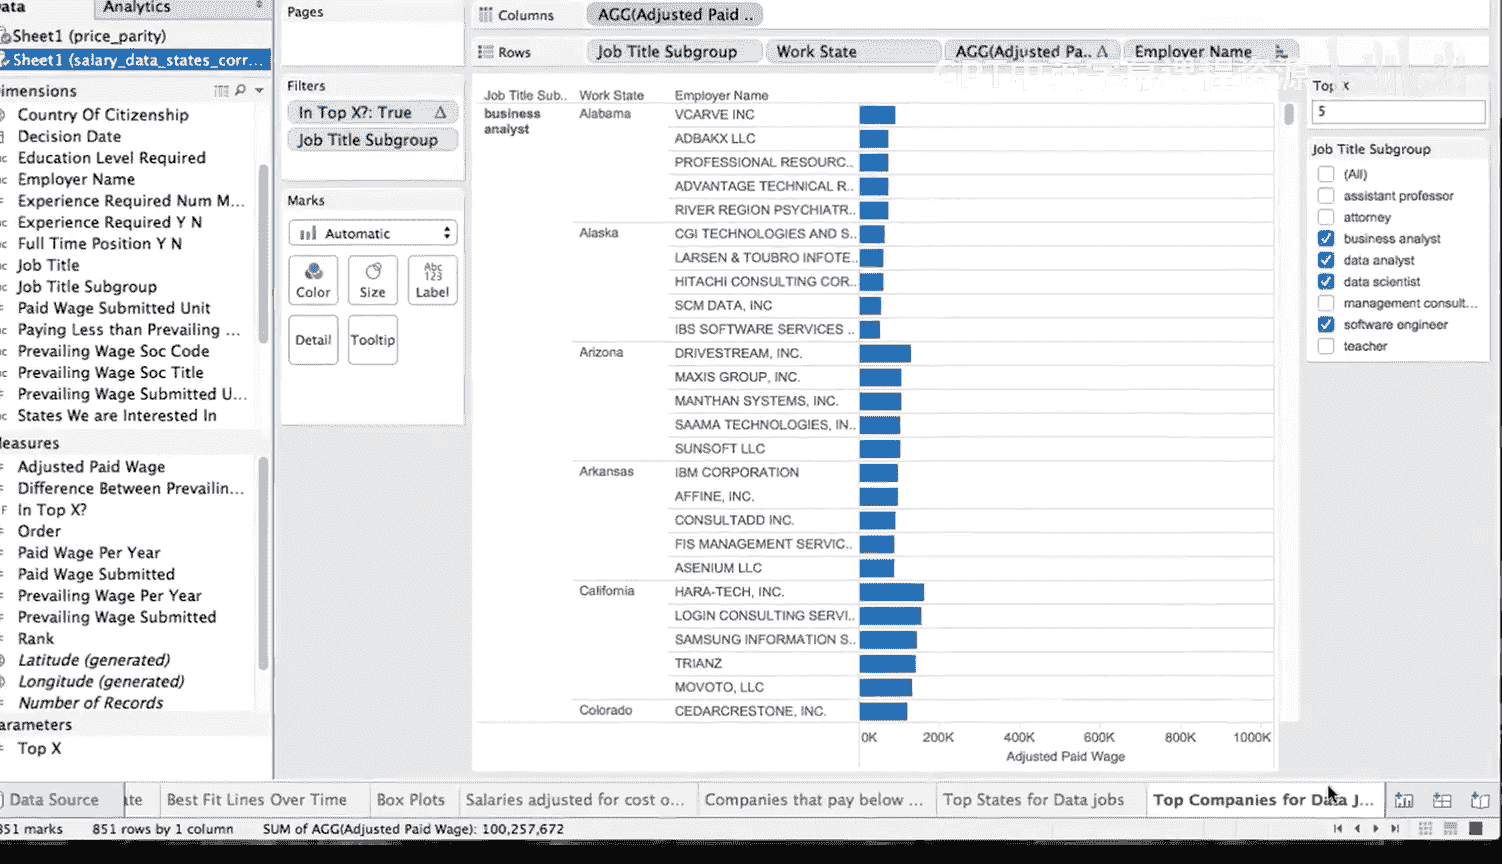 Data
Analytics
Sheet1 (price_parity)
Sheet1 (salary_data_states_corr...
Dimensions
Country Of Citizenship
Decision Date
Education Level Required
Employer Name
Experience Required Num M...
Experience Required Y N
Full Time Position Y N
Job Title
Job Title Subgroup
Paid Wage Submitted Unit
Paying Less than Prevailing ...
Prevailing Wage Soc Code
Prevailing Wage Soc Title
Prevailing Wage Submitted U...
States We are Interested In
Measures
Adjusted Paid Wage
Difference Between Prevailin...
In Top X?
Order
Paid Wage Per Year
Paid Wage Submitted
Prevailing Wage Per Year
Prevailing Wage Submitted
Rank
Latitude (generated)
Longitude (generated)
Number of Records
Parameters
Top X
Pages
Filters
In Top X?: True Δ
Job Title Subgroup
Marks
Automatic
Color
Size
Abc
123
Label
Detail
Tooltip
Columns
AGG(Adjusted Paid ..
Rows
Job Title Subgroup
Work State
AGG(Adjusted Pa.. Δ
Employer Name
Job Title Sub.. Work State Employer Name
business analyst
Alabama
VCARVE INC
ADBAKX LLC
PROFESSIONAL RESOURC..
ADVANTAGE TECHNICAL R..
RIVER REGION PSYCHIATR..
Alaska
CGI TECHNOLOGIES AND S..
LARSEN & TOUBRO INFOTE..
HITACHI CONSULTING COR..
SCM DATA, INC
IBS SOFTWARE SERVICES ..
Arizona
DRIVESTREAM, INC.
MAXIS GROUP, INC.
MANTHAN SYSTEMS, INC.
SAAMA TECHNOLOGIES, IN..
SUNSOFT LLC
Arkansas
IBM CORPORATION
AFFINE, INC.
CONSULTADD INC.
FIS MANAGEMENT SERVIC..
ASENIUM LLC
California
HARA-TECH, INC.
LOGIN CONSULTING SERVI..
SAMSUNG INFORMATION S..
TRIANZ
MOVOTO, LLC
Colorado
CEDARCRESTONE, INC.
0K 200K 400K 600K 800K 1000K
Adjusted Paid Wage
Top X
5
Job Title Subgroup
(All)
assistant professor
attorney
business analyst
data analyst
data scientist
management consult...
software engineer
teacher
Data Source
Best Fit Lines Over Time
Box Plots
Salaries adjusted for cost o...
Companies that pay below ...
Top States for Data jobs
Top Companies for Data J...
851 marks
851 rows by 1 column
SUM of AGG(Adjusted Paid Wage): 100,257,672